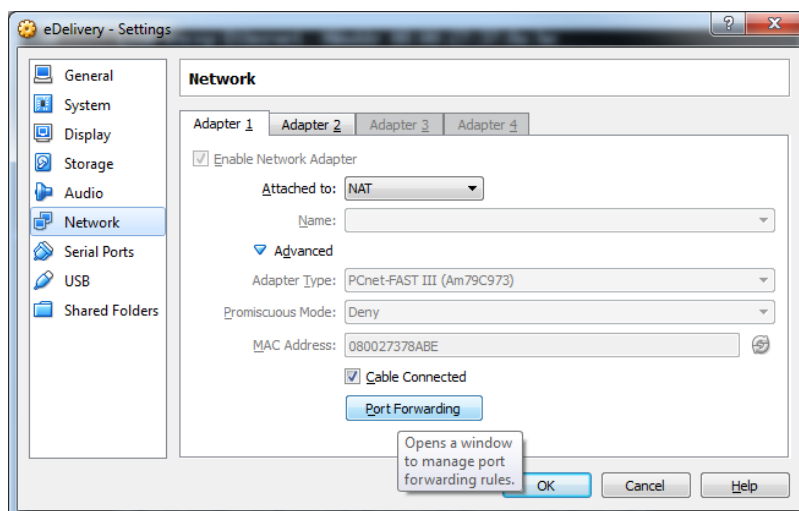 eDelivery - Settings
?
X
General
System
Display
Storage
Audio
Network
Serial Ports
USB
Shared Folders
Network
Adapter 1
Adapter 2
Adapter 3
Adapter 4
Enable Network Adapter
Attached to: NAT
Name:
Advanced
Adapter Type: PCnet-FAST III (Am79C973)
Promiscuous Mode: Deny
MAC Address: 080027378ABE
Cable Connected
Port Forwarding
Opens a window
to manage port
forwarding rules.
OK
Cancel
Help